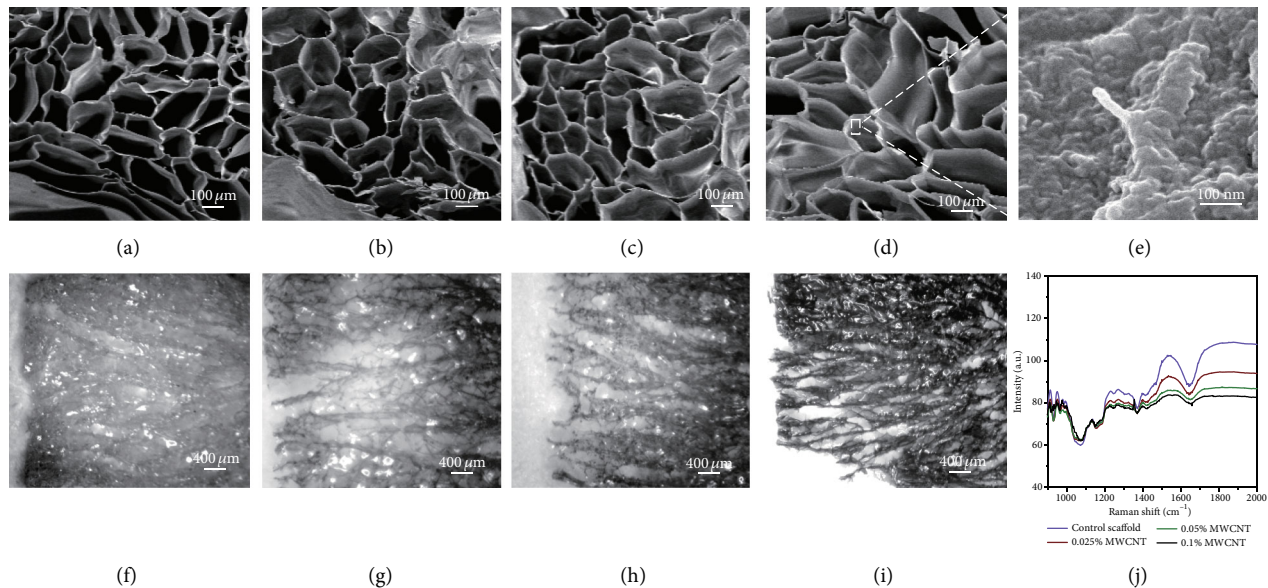 100 μm
100 μm
100 μm
100 μm
100 nm
(a)
(b)
(c)
(d)
(e)
400 μm
400 μm
400 μm
400 μm
140
120
100
80
60
40
Intensity (a.u.)
1000
1200
1400
1600
1800
2000
Raman shift (cm⁻¹)
Control scaffold
0.05% MWCNT
0.025% MWCNT
0.1% MWCNT
(f)
(g)
(h)
(i)
(j)